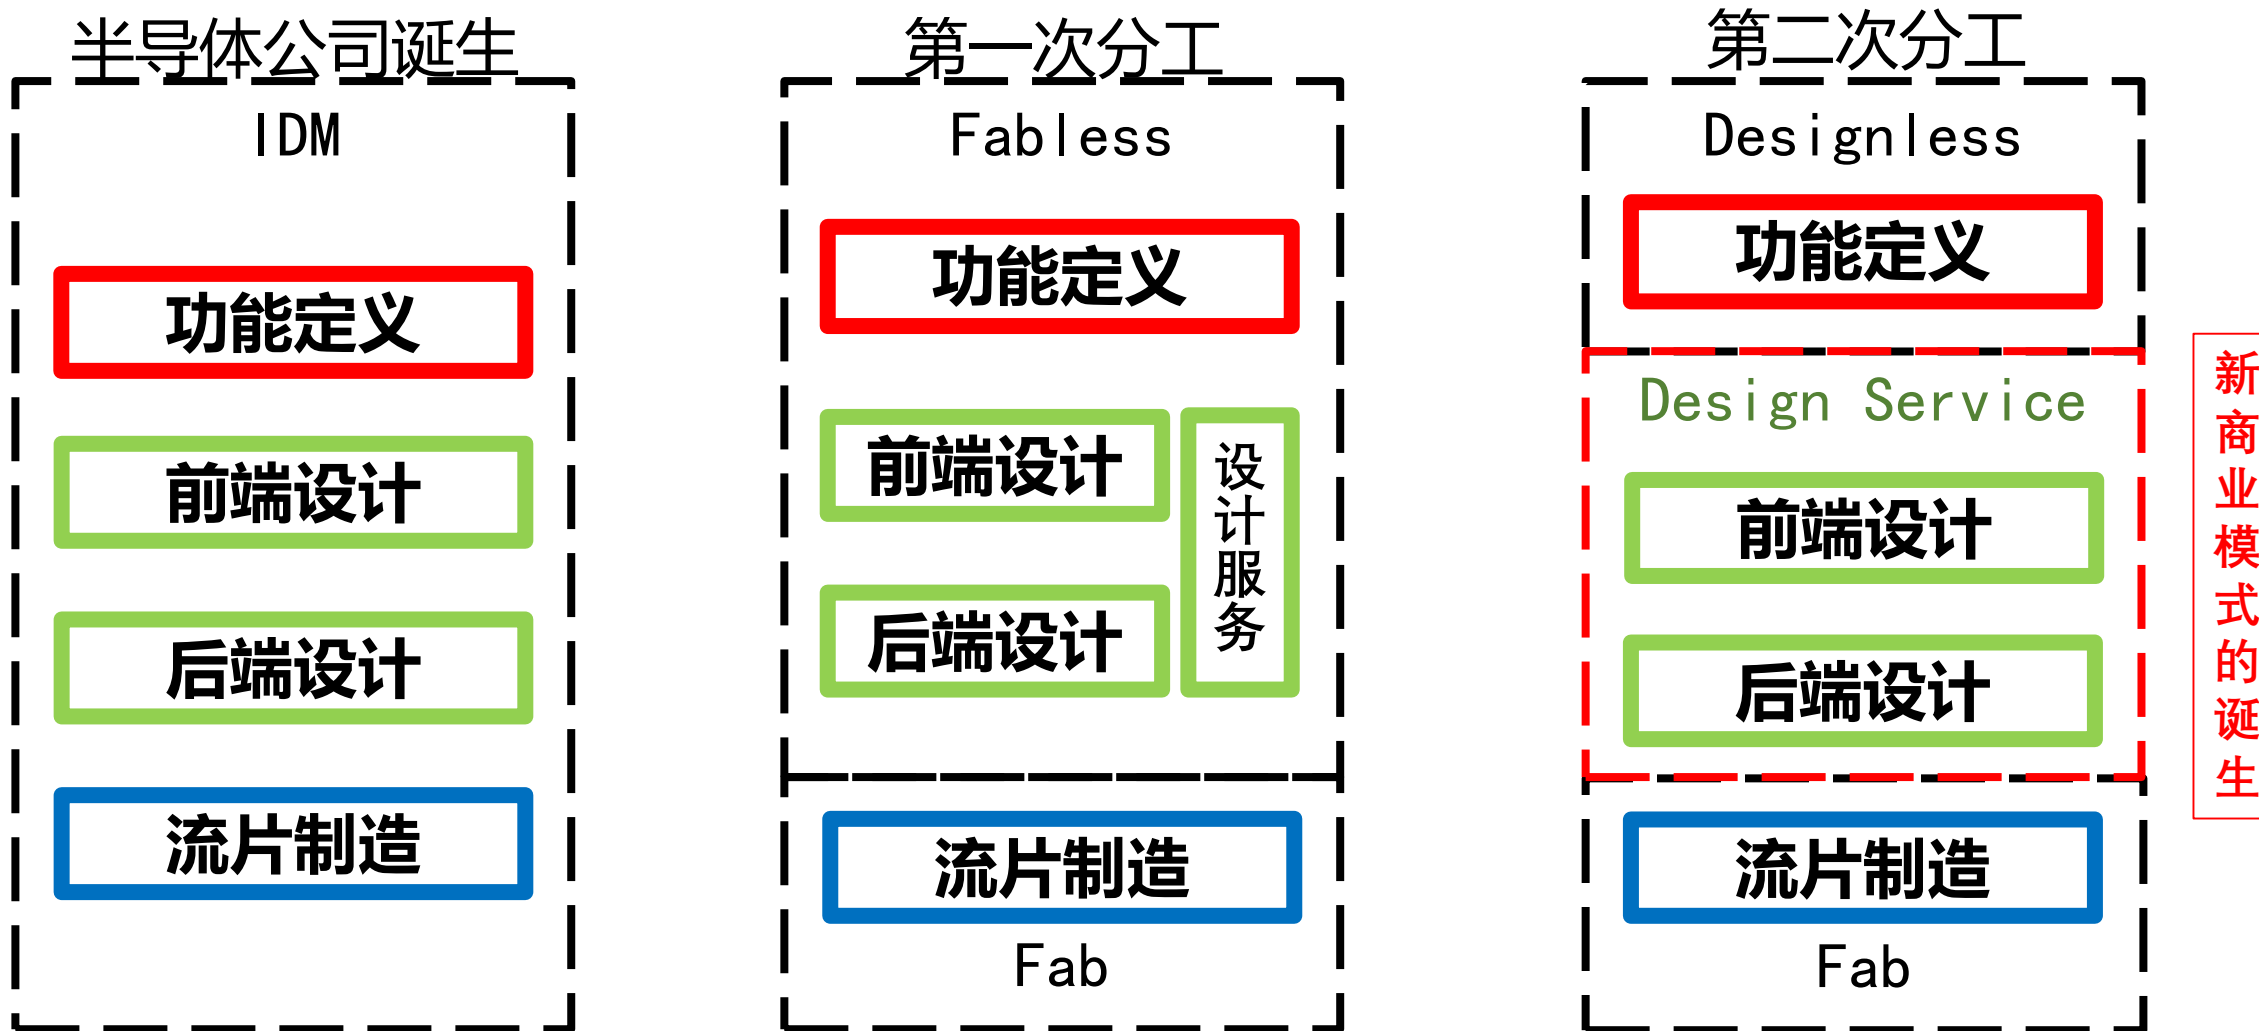 半导体公司诞生
IDM
功能定义
前端设计
后端设计
流片制造
第一次分工
Fabless
功能定义
前端设计
后端设计
设计服务
流片制造
Fab
第二次分工
Designless
功能定义
Design Service
前端设计
后端设计
流片制造
Fab
新商业模式的诞生